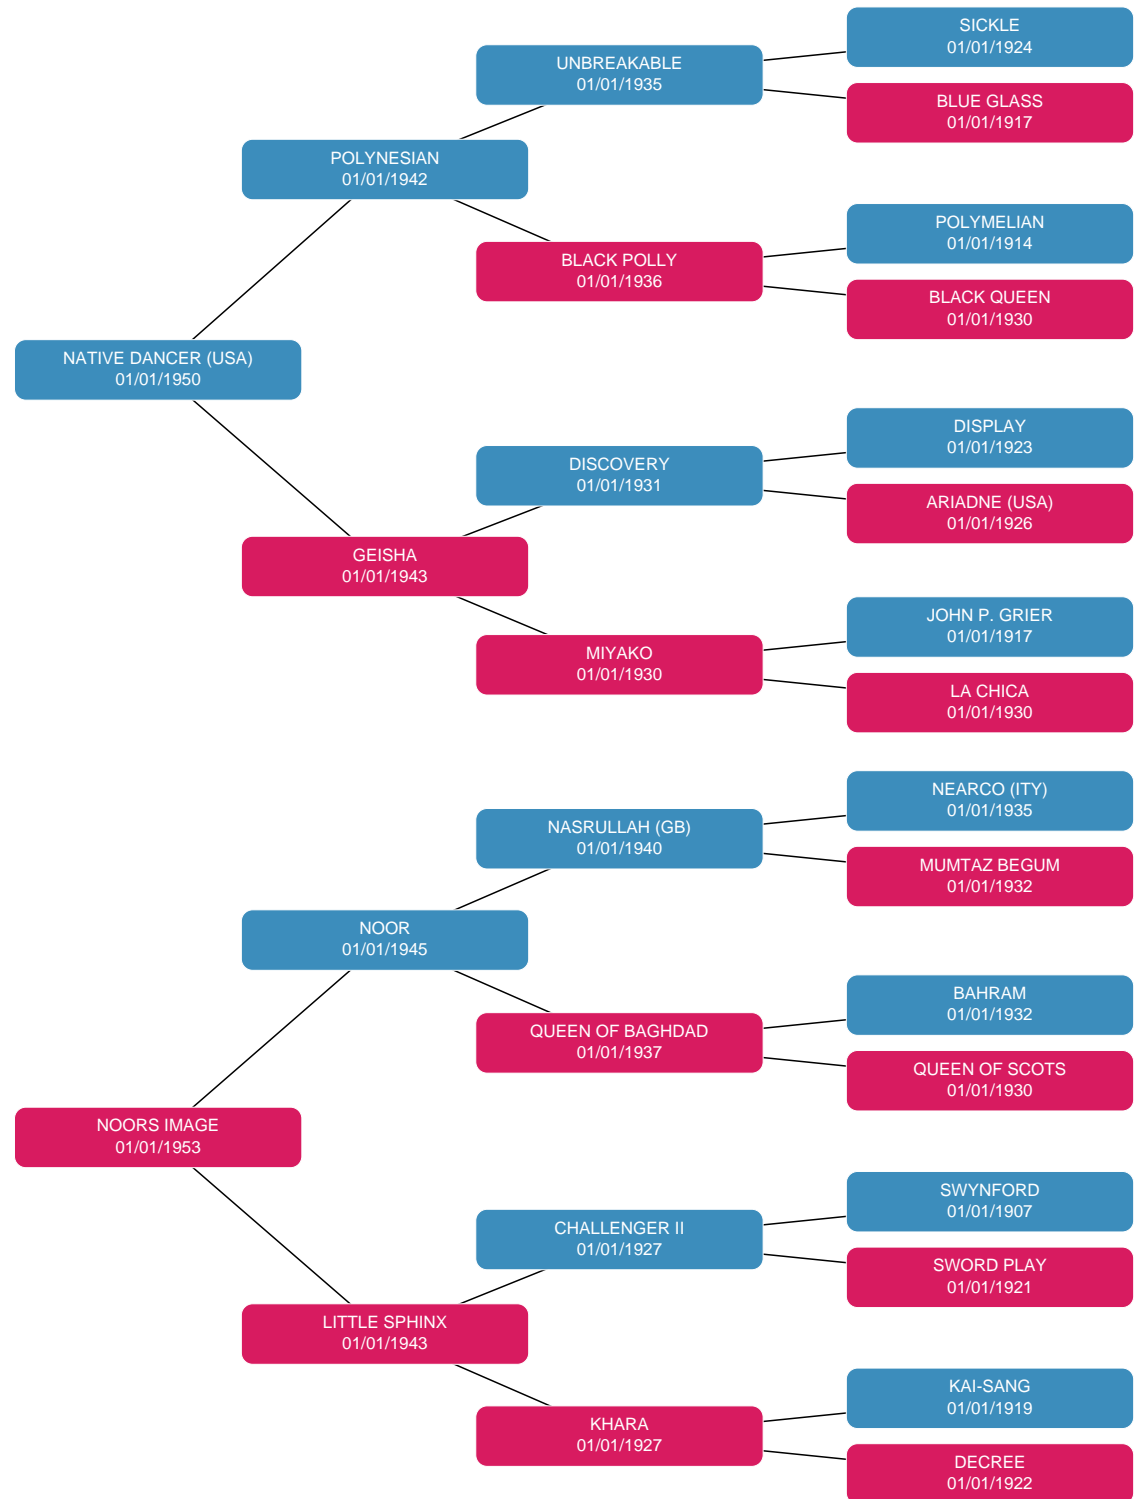 SICKLE
01/01/1924
UNBREAKABLE
01/01/1935
BLUE GLASS
01/01/1917
POLYNESIAN
01/01/1942
POLYMELIAN
01/01/1914
BLACK POLLY
01/01/1936
BLACK QUEEN
01/01/1930
NATIVE DANCER (USA)
01/01/1950
DISPLAY
01/01/1923
DISCOVERY
01/01/1931
ARIADNE (USA)
01/01/1926
GEISHA
01/01/1943
JOHN P. GRIER
01/01/1917
MIYAKO
01/01/1930
LA CHICA
01/01/1930
NEARCO (ITY)
01/01/1935
NASRULLAH (GB)
01/01/1940
MUMTAZ BEGUM
01/01/1932
NOOR
01/01/1945
BAHRAM
01/01/1932
QUEEN OF BAGHDAD
01/01/1937
QUEEN OF SCOTS
01/01/1930
NOORS IMAGE
01/01/1953
SWYNFORD
01/01/1907
CHALLENGER II
01/01/1927
SWORD PLAY
01/01/1921
LITTLE SPHINX
01/01/1943
KAI-SANG
01/01/1919
KHARA
01/01/1927
DECREE
01/01/1922